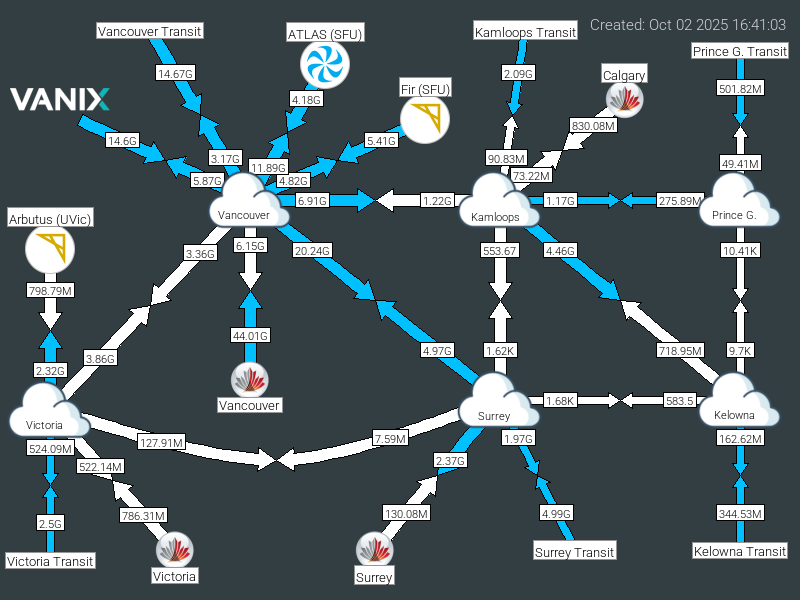 Created: Oct 02 2025 16:41:03
Vancouver Transit
ATLAS (SFU)
Kamloops Transit
Prince G. Transit
14.67G
4.18G
2.09G
Calgary
501.82M
VANIX
Fir (SFU)
14.6G
5.41G
830.08M
3.17G
11.89G
90.83M
49.41M
5.87G
4.82G
73.22M
6.91G
1.22G
1.17G
275.89M
Vancouver
Kamloops
Prince G.
Arbutus (UVic)
3.36G
6.15G
20.24G
553.67
4.46G
10.41K
798.79M
44.01G
3.86G
4.97G
1.62K
718.95M
9.7K
2.32G
Vancouver
1.68K
583.5
Victoria
Surrey
Kelowna
127.91M
7.59M
524.09M
522.14M
2.37G
1.97G
162.62M
2.5G
786.31M
130.08M
4.99G
344.53M
Victoria Transit
Victoria
Surrey
Surrey Transit
Kelowna Transit